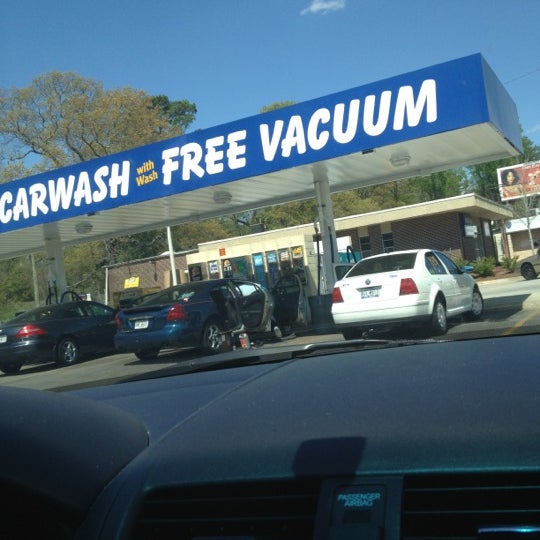 CARWASH with Wash FREE VACUUM
PASSENGER
AIRBAG